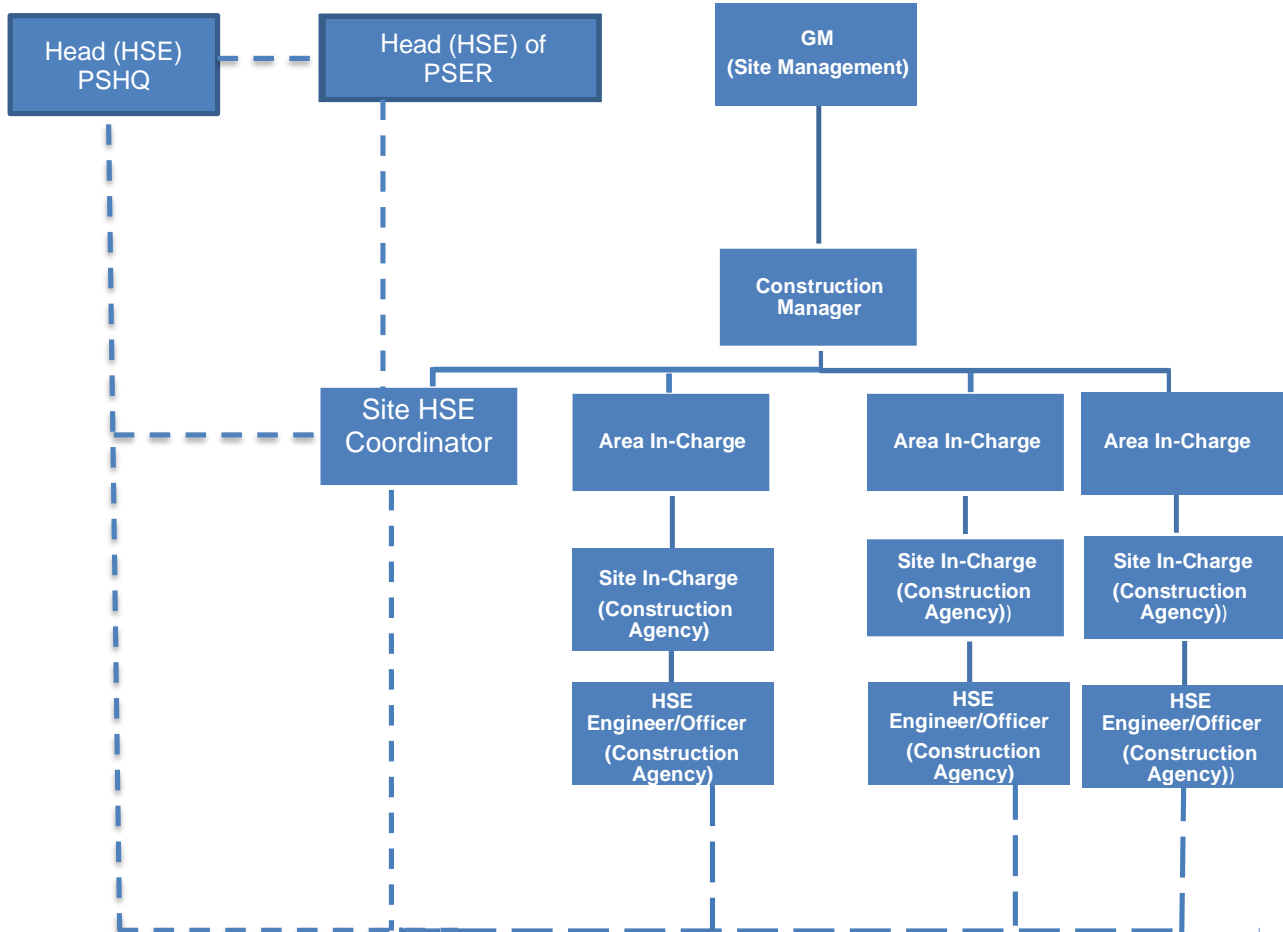 Head (HSE)
PSHQ
Head (HSE) of
PSER
GM
(Site Management)
Construction
Manager
Site HSE
Coordinator
Area In-Charge
Area In-Charge
Area In-Charge
Site In-Charge
(Construction
Agency)
Site In-Charge
(Construction
Agency))
Site In-Charge
(Construction
Agency))
HSE
Engineer/Officer
(Construction
Agency)
HSE
Engineer/Officer
(Construction
Agency)
HSE
Engineer/Officer
(Construction
Agency))